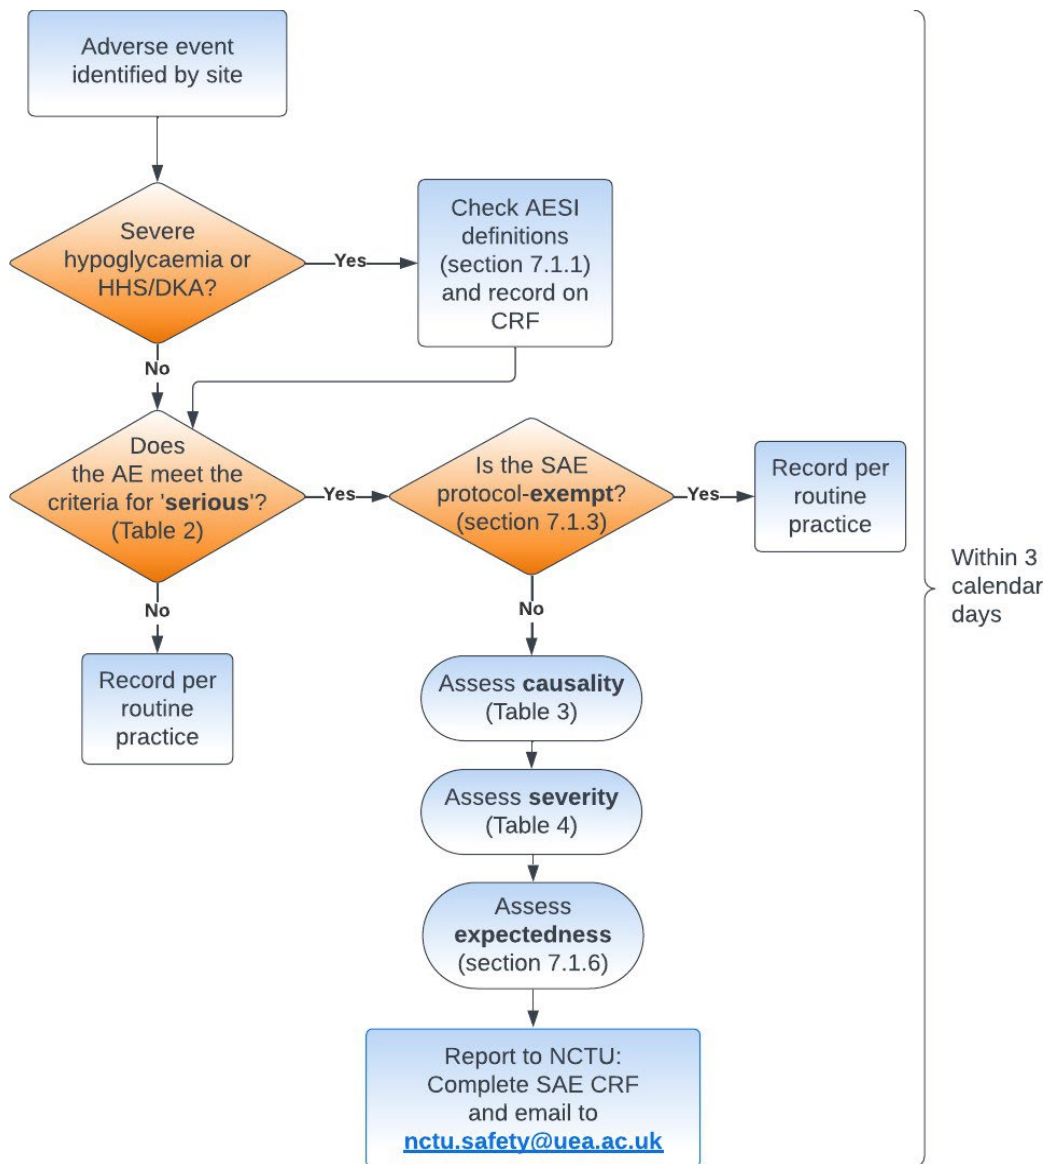 Adverse event
identified by site
Severe
hypoglycaemia or
HHS/DKA?
Yes
Check AESI
definitions
(section 7.1.1)
and record on
CRF
No
Does
the AE meet the
criteria for 'serious'?
(Table 2)
Yes
Is the SAE
protocol-exempt?
(section 7.1.3)
Yes
Record per
routine
practice
Within 3
calendar
days
No
Record per
routine
practice
No
Assess causality
(Table 3)
Assess severity
(Table 4)
Assess
expectedness
(section 7.1.6)
Report to NCTU:
Complete SAE CRF
and email to
nctu.safety@uea.ac.uk